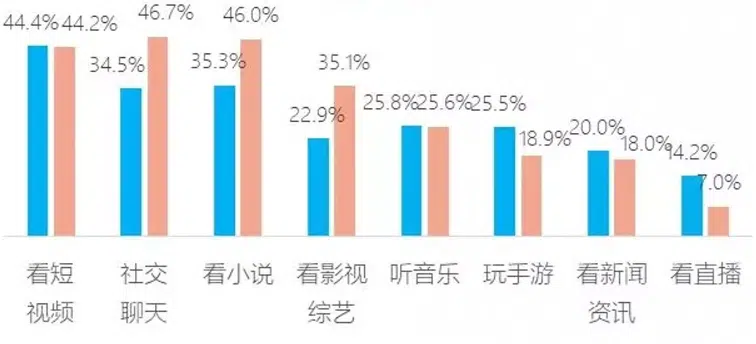 44.4% 44.2%
34.5% 46.7%
35.3% 46.0%
22.9% 35.1%
25.8% 25.6%
25.5% 18.9%
20.0% 18.0%
14.2% 7.0%
看短
视频
社交
聊天
看小说
看影视
综艺
听音乐
玩手游
看新闻
资讯
看直播